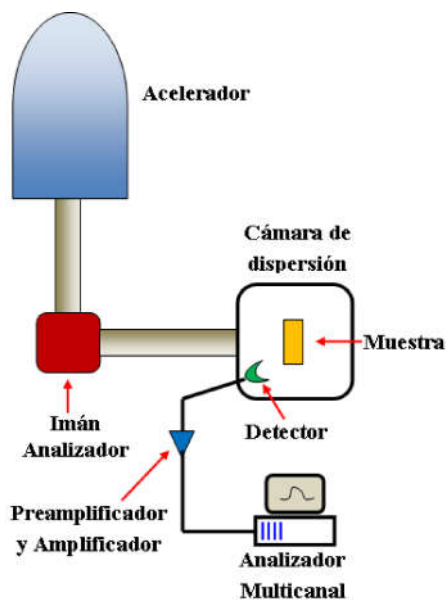 Acelerador
Cámara de
dispersión
Muestra
Imán
Analizador
Detector
Preamplificador
y Amplificador
Analizador
Multicanal